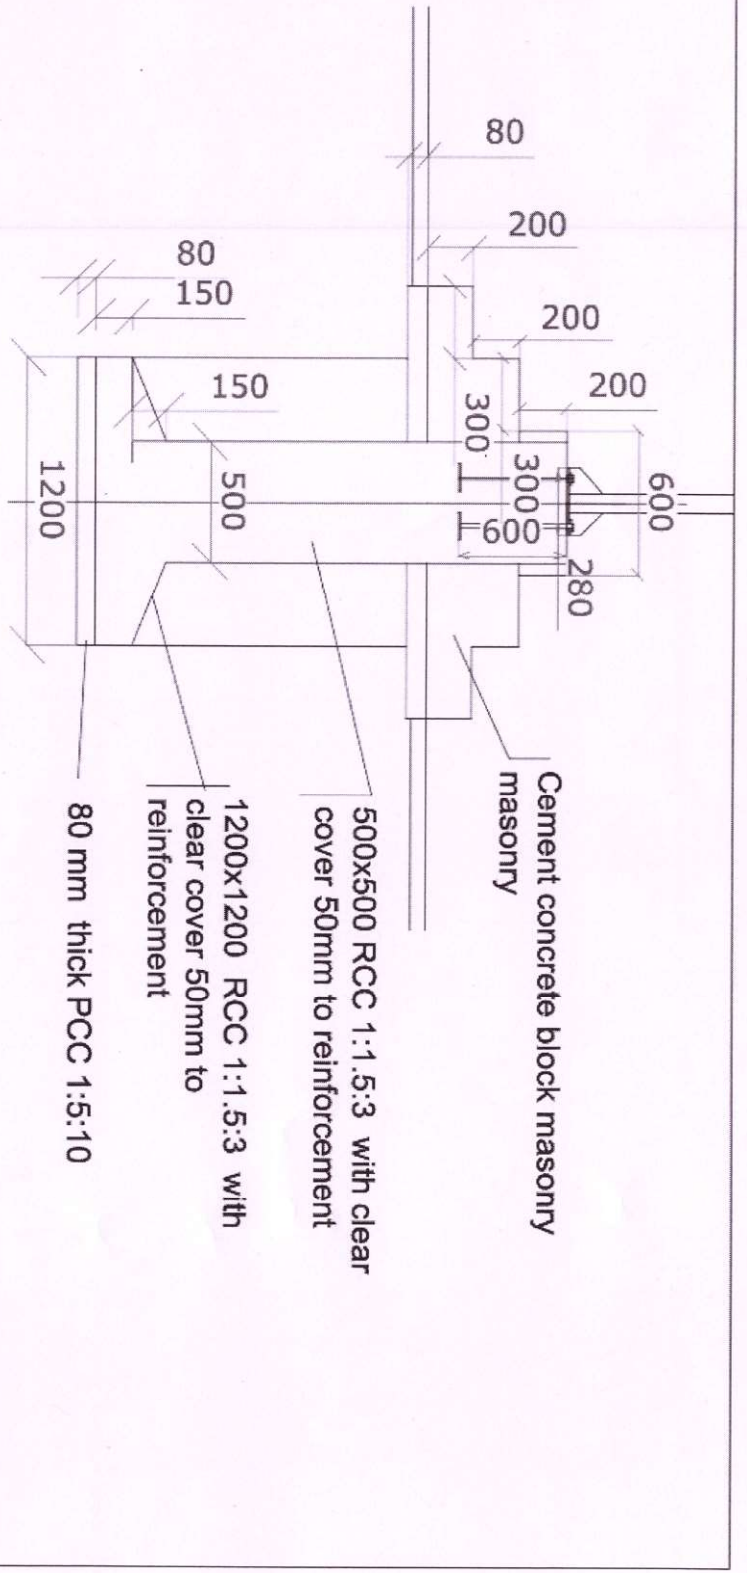 80
200
200
200
600
300
300
600
280
80
150
150
500
1200
Cement concrete block masonry
masonry
500x500 RCC 1:1.5:3 with clear
cover 50mm to reinforcement
1200x1200 RCC 1:1.5:3 with
clear cover 50mm to
reinforcement
80 mm thick PCC 1:5:10